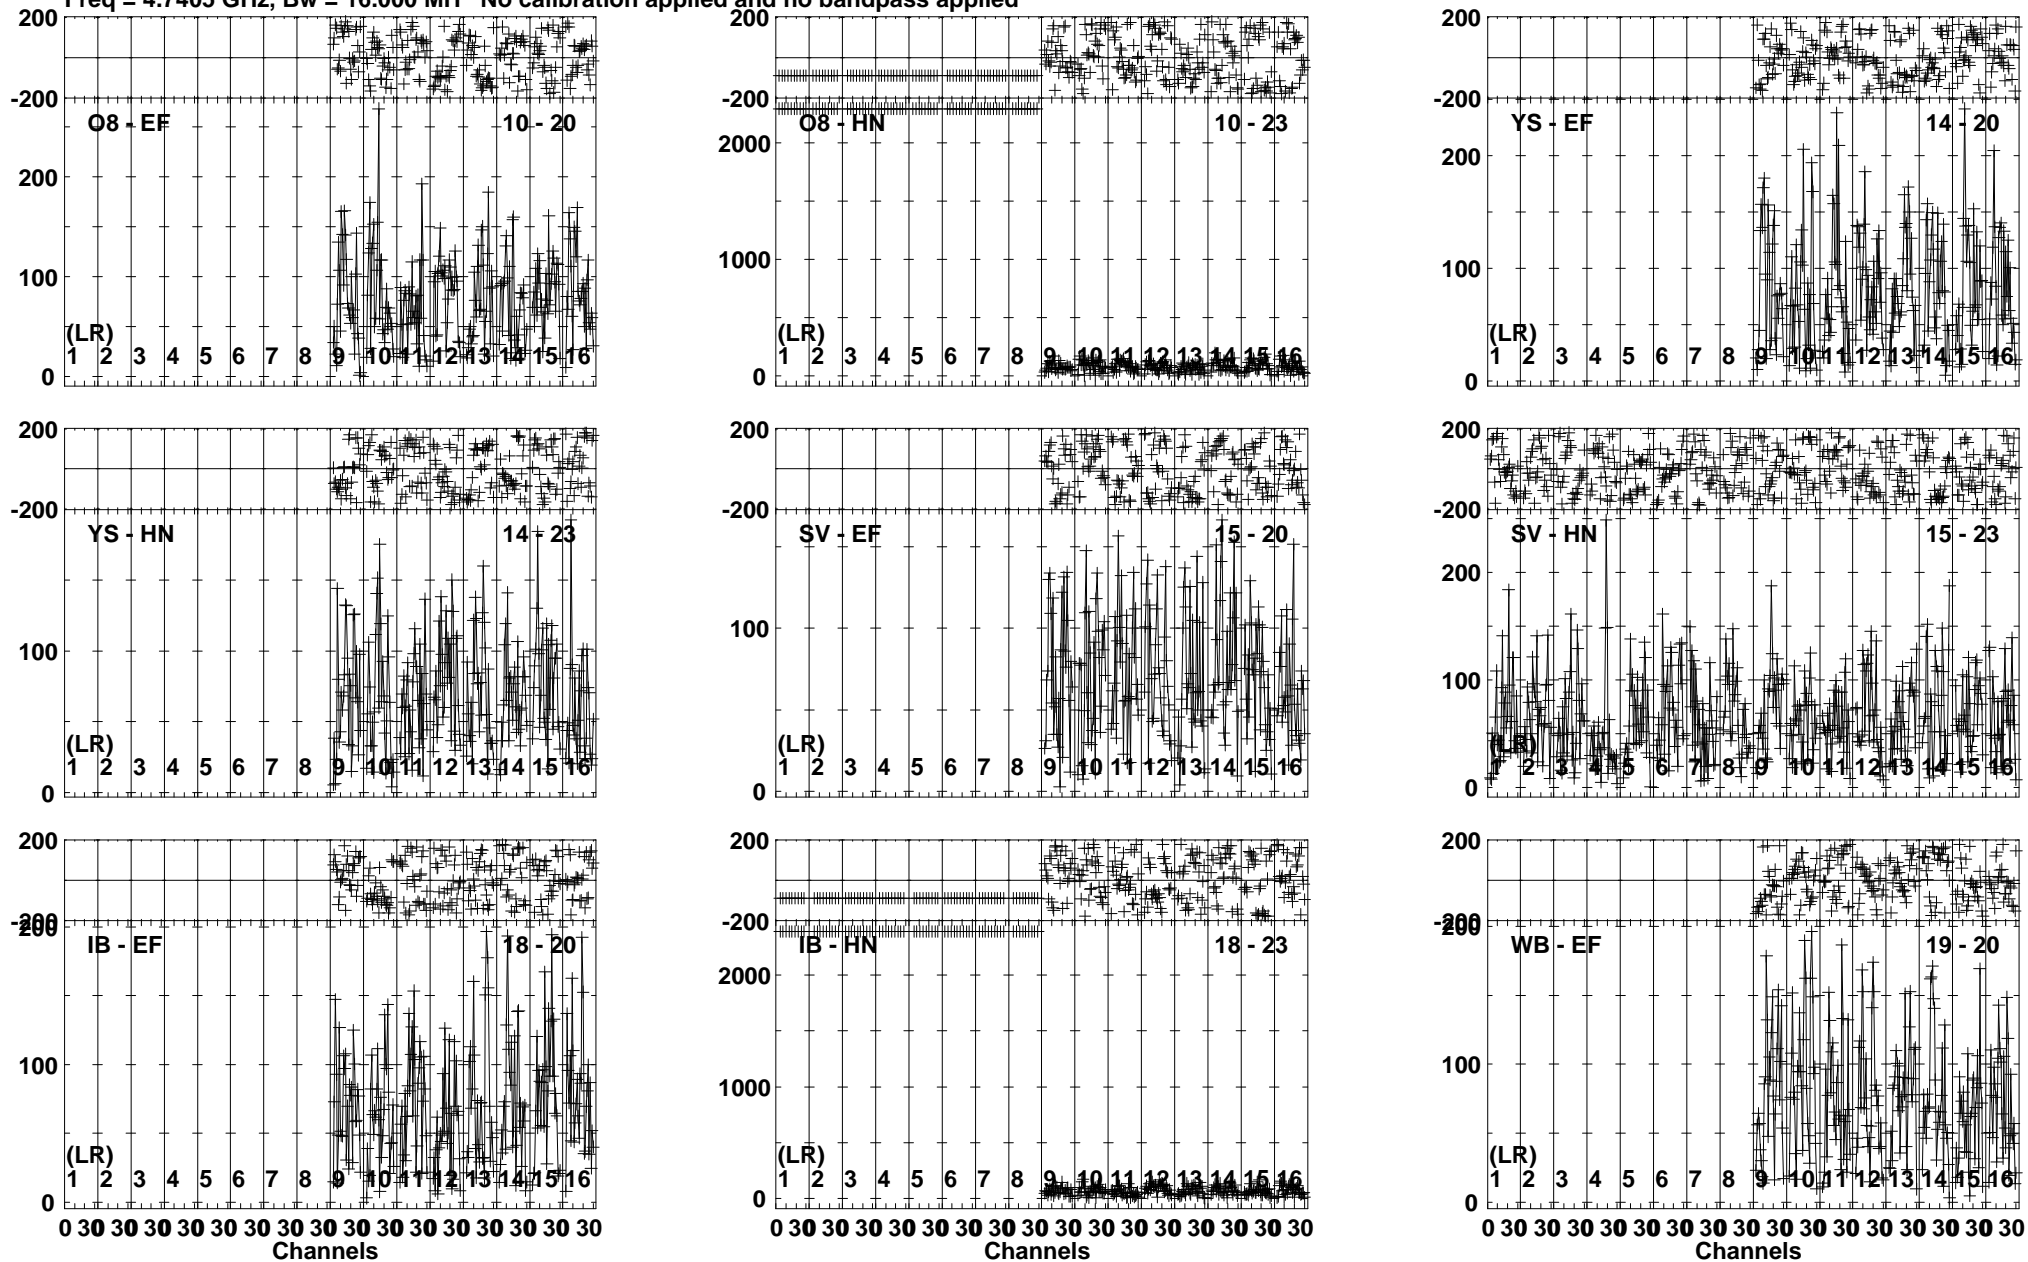 Freq = 4.7405 GHz, Bw = 16.000 MH No calibration applied and no bandpass applied
200
-200
O8 - EF 10 - 20
200
100
(LR)
1 2 3 4 5 6 7 8 9 10 11 12 13 14 15 16
0
-200
O8 - HN 10 - 23
200
2000
1000
(LR)
1 2 3 4 5 6 7 8 9 10 11 12 13 14 15 16
0
200
-200
YS - EF 14 - 20
200
100
(LR)
1 2 3 4 5 6 7 8 9 10 11 12 13 14 15 16
0
200
-200
YS - HN 14 - 23
100
(LR)
1 2 3 4 5 6 7 8 9 10 11 12 13 14 15 16
0
200
-200
SV - EF 15 - 20
100
(LR)
1 2 3 4 5 6 7 8 9 10 11 12 13 14 15 16
0
200
-200
SV - HN 15 - 23
200
100
(LR)
1 2 3 4 5 6 7 8 9 10 11 12 13 14 15 16
0
200
-200
200
IB - EF 18 - 20
100
(LR)
1 2 3 4 5 6 7 8 9 10 11 12 13 14 15 16
0
0 30 30 30 30 30 30 30 30 30 30 30 30 30 30 30 30
Channels
200
-200
IB - HN 18 - 23
2000
1000
(LR)
1 2 3 4 5 6 7 8 9 10 11 12 13 14 15 16
0
0 30 30 30 30 30 30 30 30 30 30 30 30 30 30 30 30
Channels
200
-200
200
WB - EF 19 - 20
100
(LR)
1 2 3 4 5 6 7 8 9 10 11 12 13 14 15 16
0
0 30 30 30 30 30 30 30 30 30 30 30 30 30 30 30 30
Channels